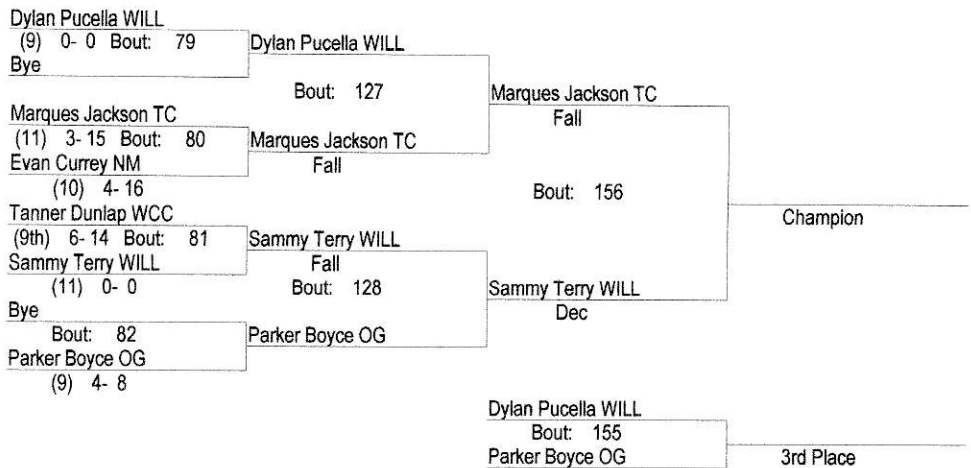 Dylan Pucella WILL
(9) 0- 0 Bout: 79
Bye
Dylan Pucella WILL
Bout: 127
Marques Jackson TC
(11) 3- 15 Bout: 80
Evan Currey NM
(10) 4- 16
Marques Jackson TC
Fall
Marques Jackson TC
Fall
Bout: 156
Tanner Dunlap WCC
(9th) 6- 14 Bout: 81
Sammy Terry WILL
(11) 0- 0
Sammy Terry WILL
Fall
Bout: 128
Bye
Bout: 82
Parker Boyce OG
(9) 4- 8
Parker Boyce OG
Sammy Terry WILL
Dec
Champion
Dylan Pucella WILL
Bout: 155
Parker Boyce OG
3rd Place